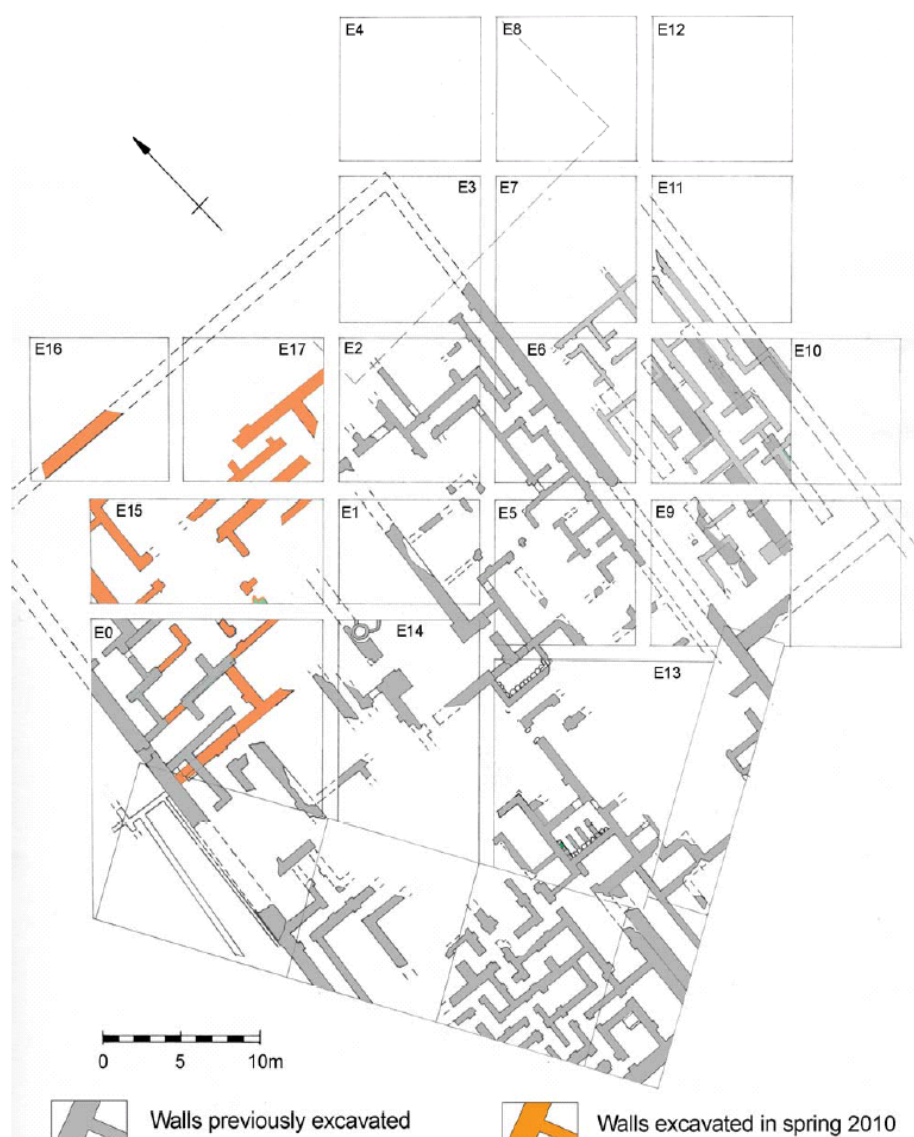 E4 E8 E12
E3 E7 E11
E16 E17 E2 E6 E10
E15 E1 E5 E9
E0 E14 E13
0 5 10m
Walls previously excavated Walls excavated in spring 2010